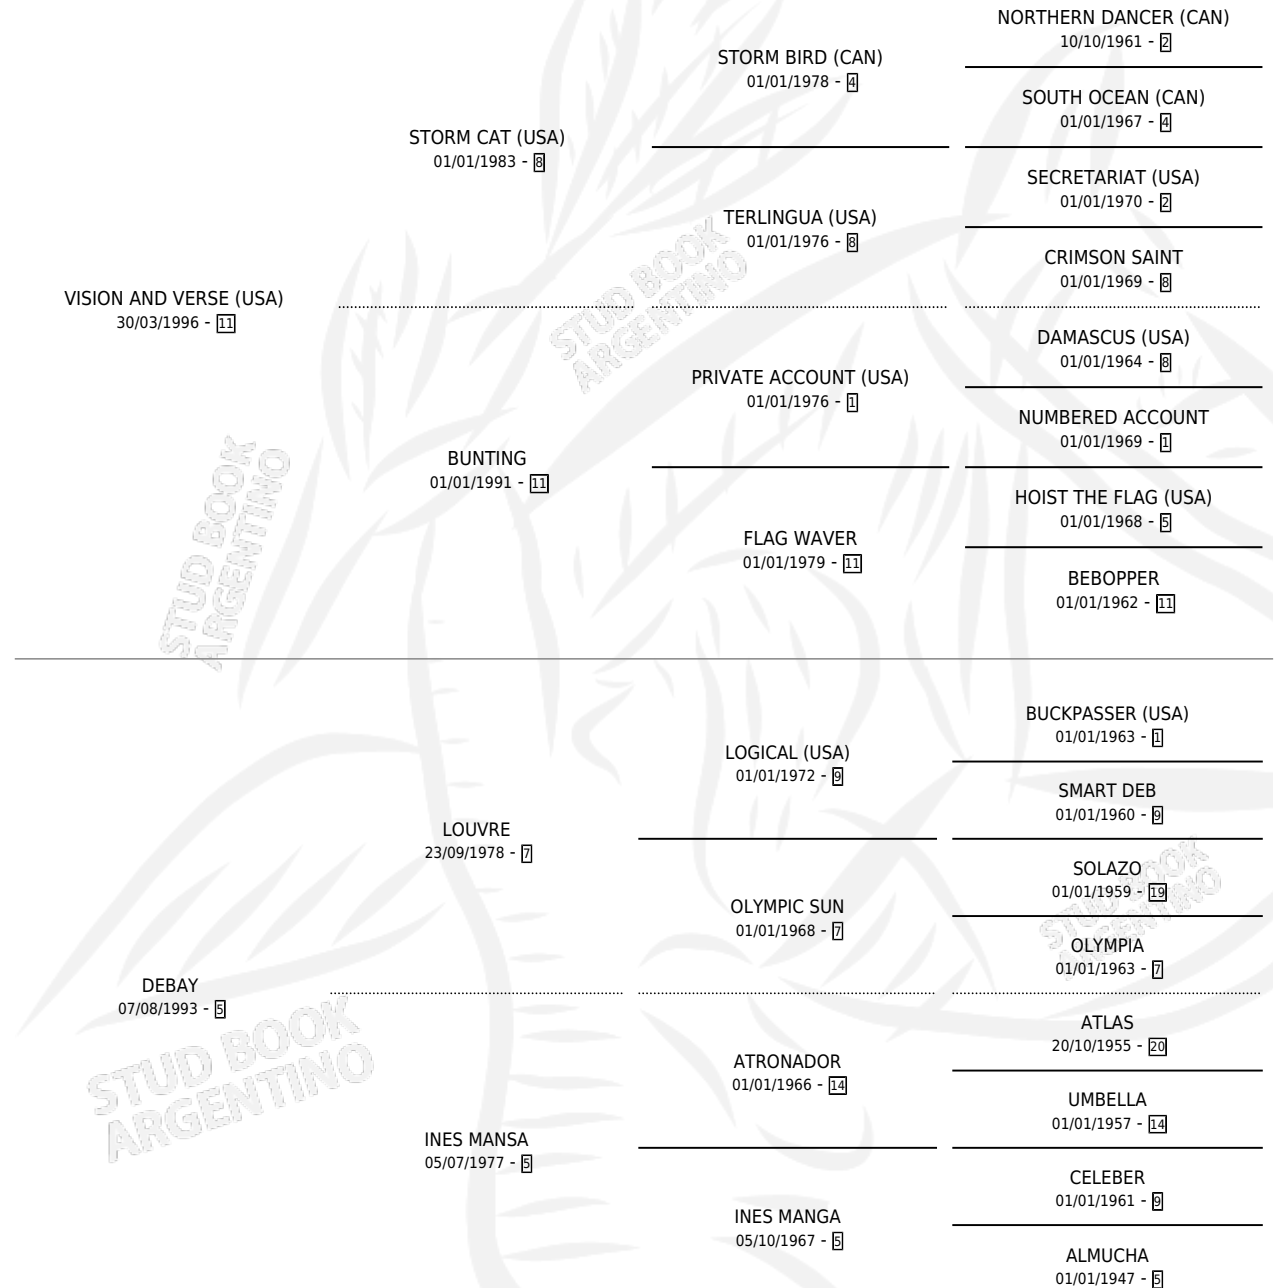 NORTHERN DANCER (CAN)
10/10/1961 - 2
STORM BIRD (CAN)
01/01/1978 - 4
SOUTH OCEAN (CAN)
01/01/1967 - 4
STORM CAT (USA)
01/01/1983 - 8
SECRETARIAT (USA)
01/01/1970 - 2
TERLINGUA (USA)
01/01/1976 - 8
CRIMSON SAINT
01/01/1969 - 8
VISION AND VERSE (USA)
30/03/1996 - 11
DAMASCUS (USA)
01/01/1964 - 8
PRIVATE ACCOUNT (USA)
01/01/1976 - 1
NUMBERED ACCOUNT
01/01/1969 - 1
BUNTING
01/01/1991 - 11
HOIST THE FLAG (USA)
01/01/1968 - 5
FLAG WAVER
01/01/1979 - 11
BEBOPPER
01/01/1962 - 11
BUCKPASSER (USA)
01/01/1963 - 1
LOGICAL (USA)
01/01/1972 - 9
SMART DEB
01/01/1960 - 9
LOUVRE
23/09/1978 - 7
SOLAZO
01/01/1959 - 19
OLYMPIC SUN
01/01/1968 - 7
OLYMPIA
01/01/1963 - 7
DEBAY
07/08/1993 - 5
ATLAS
20/10/1955 - 20
ATRONADOR
01/01/1966 - 14
UMBELLA
01/01/1957 - 14
INES MANSA
05/07/1977 - 5
CELEBER
01/01/1961 - 9
INES MANGA
05/10/1967 - 5
ALMUCHA
01/01/1947 - 5
STUD BOOK
ARGENTINO
STUD BOOK
ARGENTINO
STUD BOOK
ARGENTINO
STUD BOOK
ARGENTINO